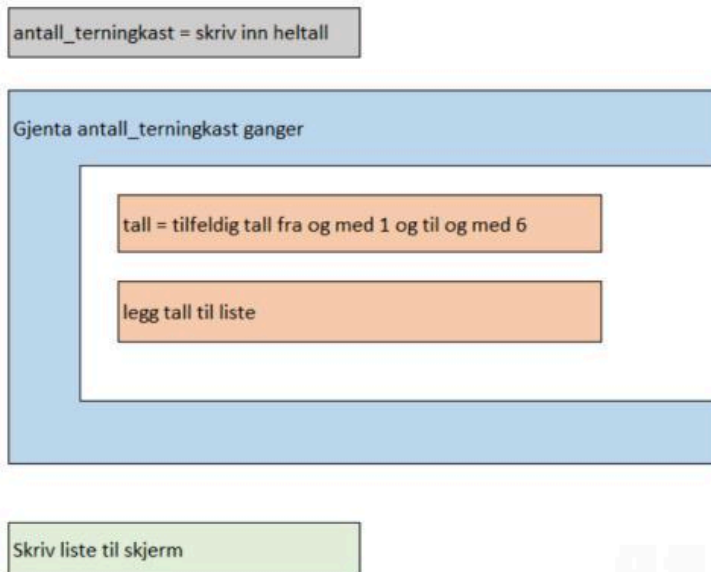 antall_terningkast = skriv inn heltall
Gjenta antall_terningkast ganger
tall = tilfeldig tall fra og med 1 og til og med 6
legg tall til liste
Skriv liste til skjerm